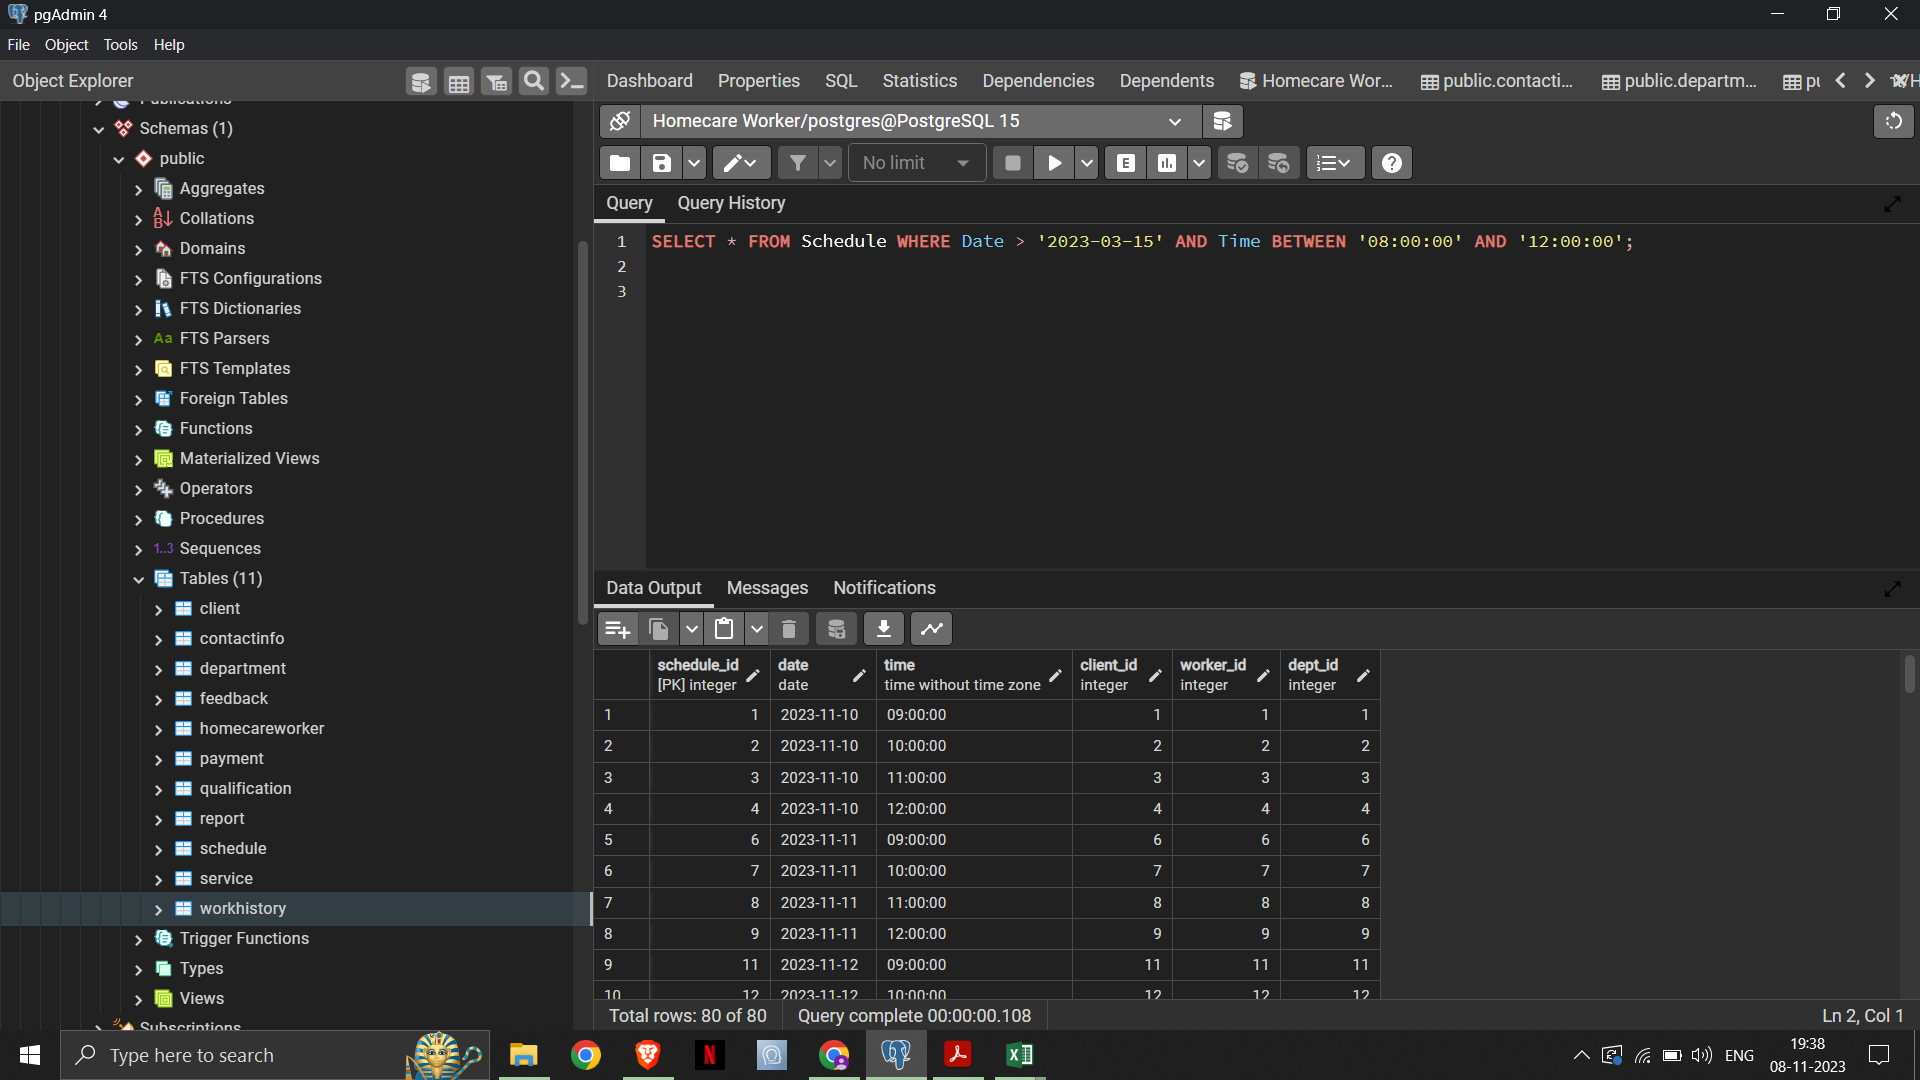 pgAdmin 4
File Object Tools Help
Object Explorer
Dashboard Properties SQL Statistics Dependencies Dependents Homecare Wor... public.contacti... public.departm... pu
Publications
Schemas (1)
public
Aggregates
Collations
Domains
FTS Configurations
FTS Dictionaries
Aa FTS Parsers
FTS Templates
Foreign Tables
Functions
Materialized Views
Operators
Procedures
1..3 Sequences
Tables (11)
client
contactinfo
department
feedback
homecareworker
payment
qualification
report
schedule
service
workhistory
Trigger Functions
Types
Views
Subscriptions
Homecare Worker/postgres@PostgreSQL 15
No limit
E
Query Query History
1 SELECT * FROM Schedule WHERE Date > '2023-03-15' AND Time BETWEEN '08:00:00' AND '12:00:00';
2
3
Data Output Messages Notifications
schedule_id date time client_id worker_id dept_id
[PK] integer date time without time zone integer integer integer
1 1 2023-11-10 09:00:00 1 1 1
2 2 2023-11-10 10:00:00 2 2 2
3 3 2023-11-10 11:00:00 3 3 3
4 4 2023-11-10 12:00:00 4 4 4
5 6 2023-11-11 09:00:00 6 6 6
6 7 2023-11-11 10:00:00 7 7 7
7 8 2023-11-11 11:00:00 8 8 8
8 9 2023-11-11 12:00:00 9 9 9
9 11 2023-11-12 09:00:00 11 11 11
10 12 2023-11-12 10:00:00 12 12 12
Total rows: 80 of 80 Query complete 00:00:00.108 Ln 2, Col 1
Type here to search
N
ENG
19:38
08-11-2023